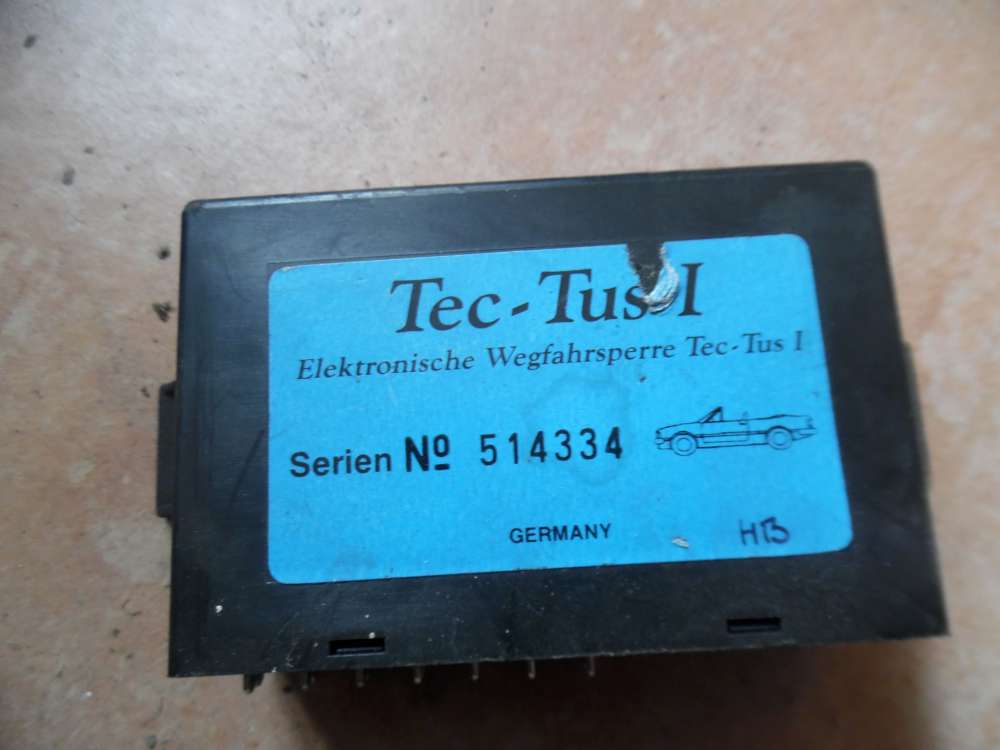 Tec-Tus I
Elektronische Wegfahrsperre Tec-Tus I
Serien Nº 514334
GERMANY
HB